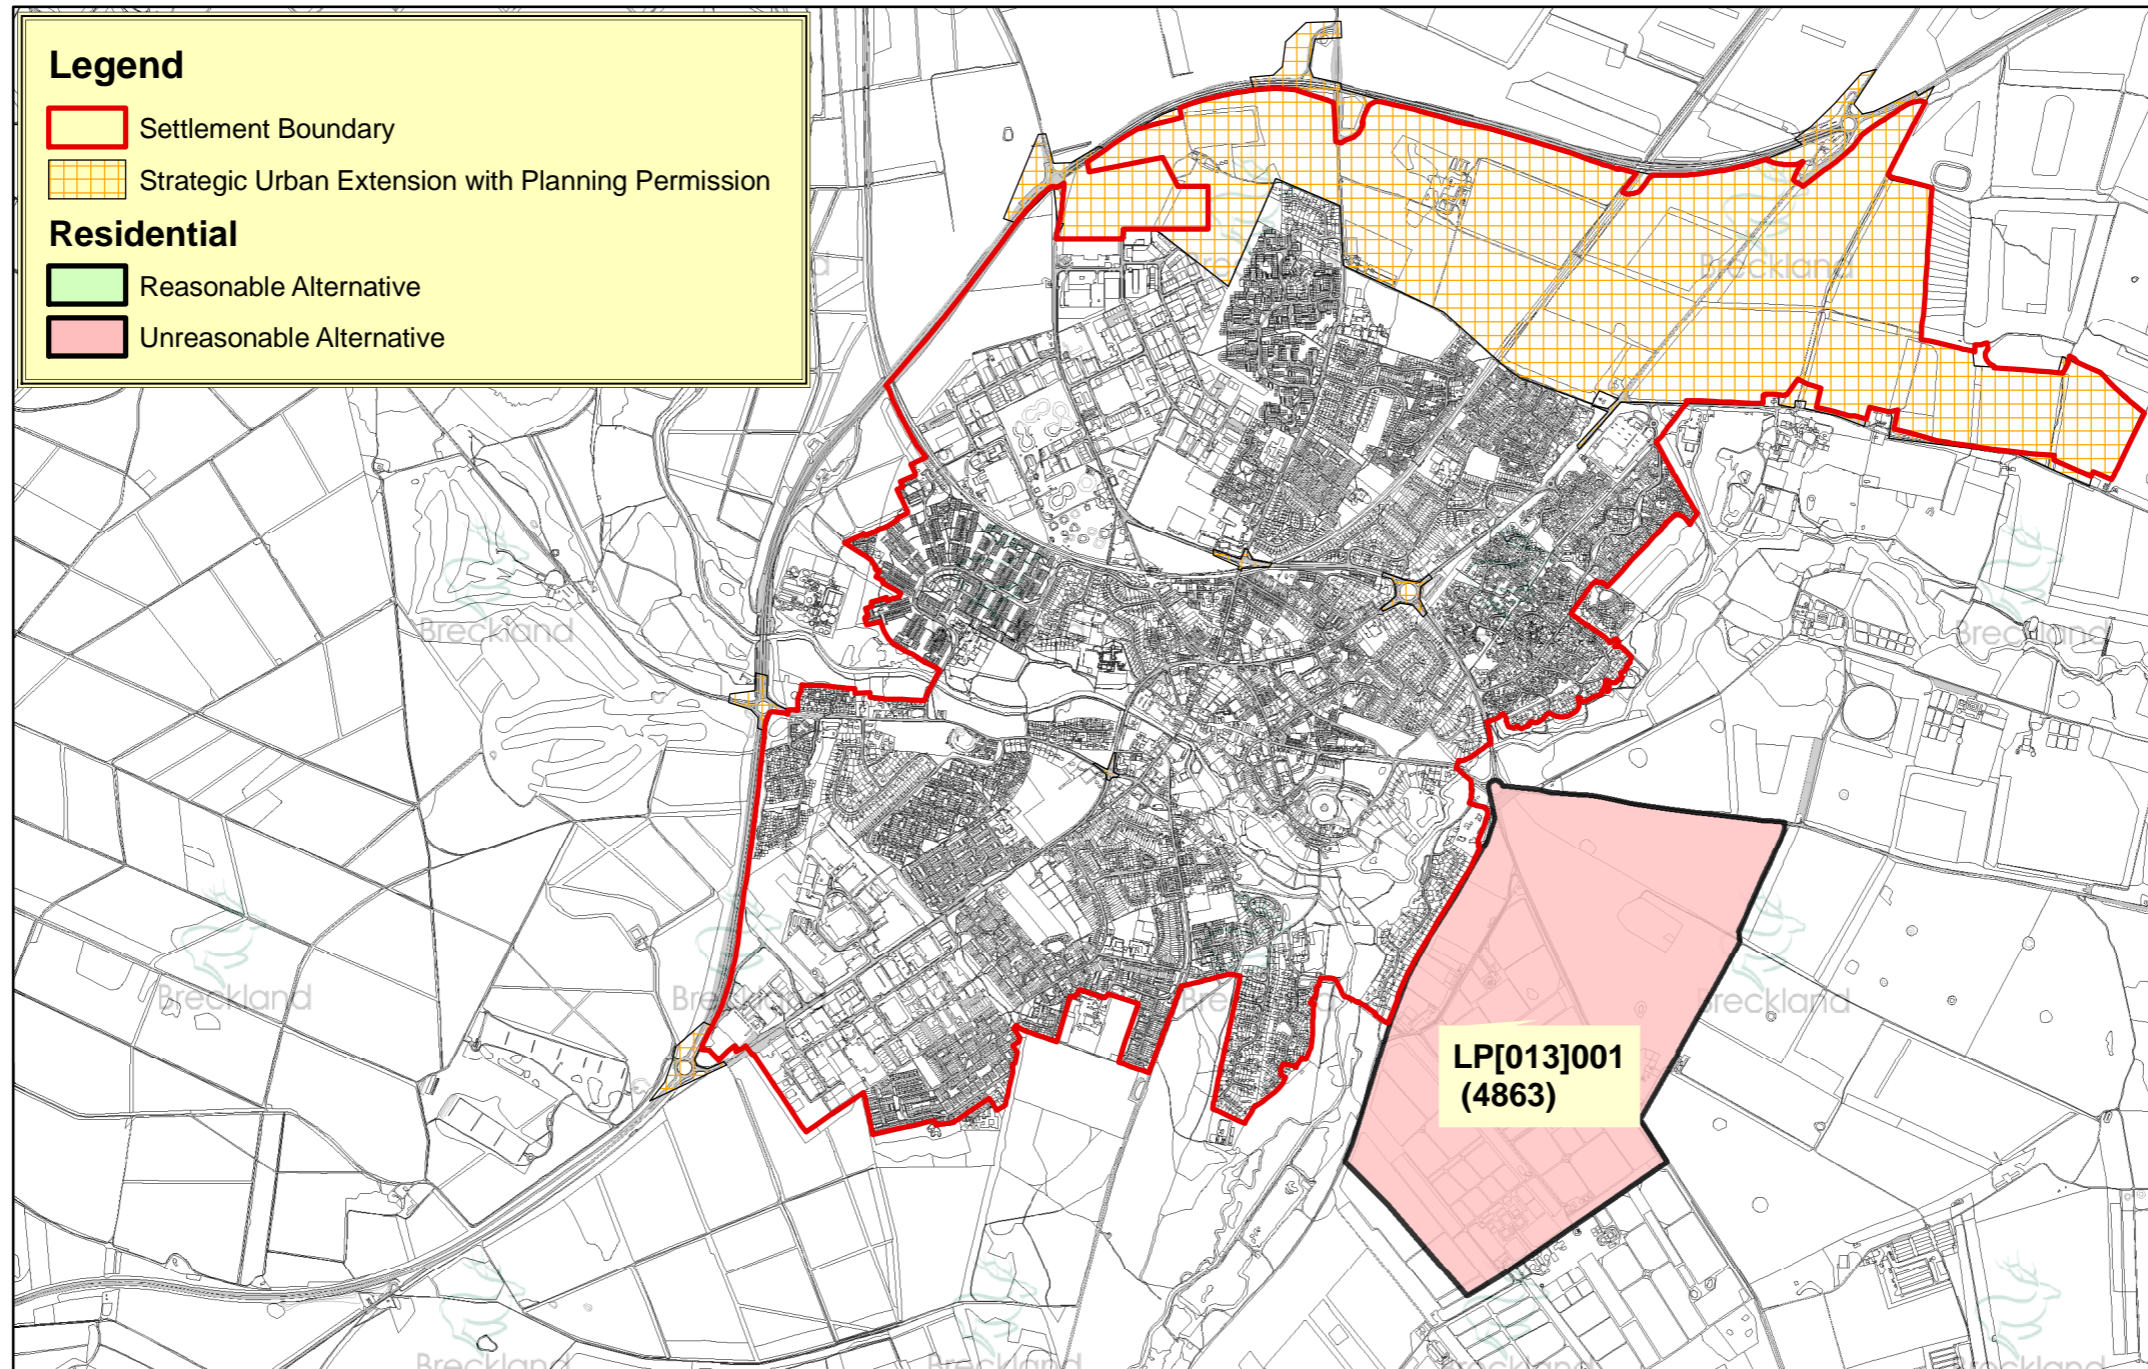 Legend
Settlement Boundary
Strategic Urban Extension with Planning Permission
Residential
Reasonable Alternative
Unreasonable Alternative
Breckland
Breckland
Breckland
Breckland
Breckland
Breckland
LP[013]001
(4863)
Breckland
Breckland